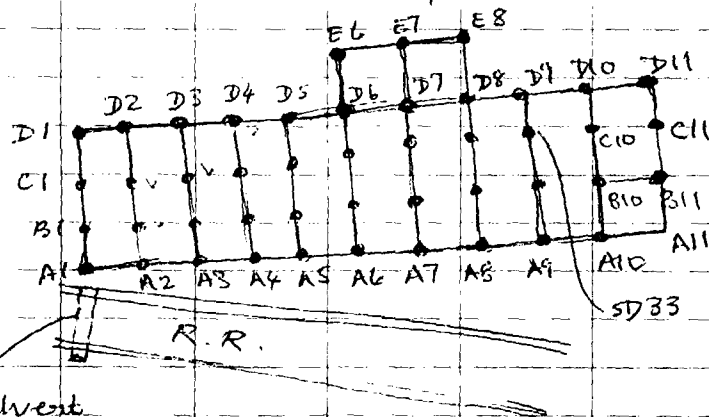 E6 E7 E8
D1 D2 D3 D4 D5 D6 D7 D8 D9 D10 D11
C1 C10 C11
B1 B10 B11
A1 A2 A3 A4 A5 A6 A7 A8 A9 A10 A11
SD33
R.R.